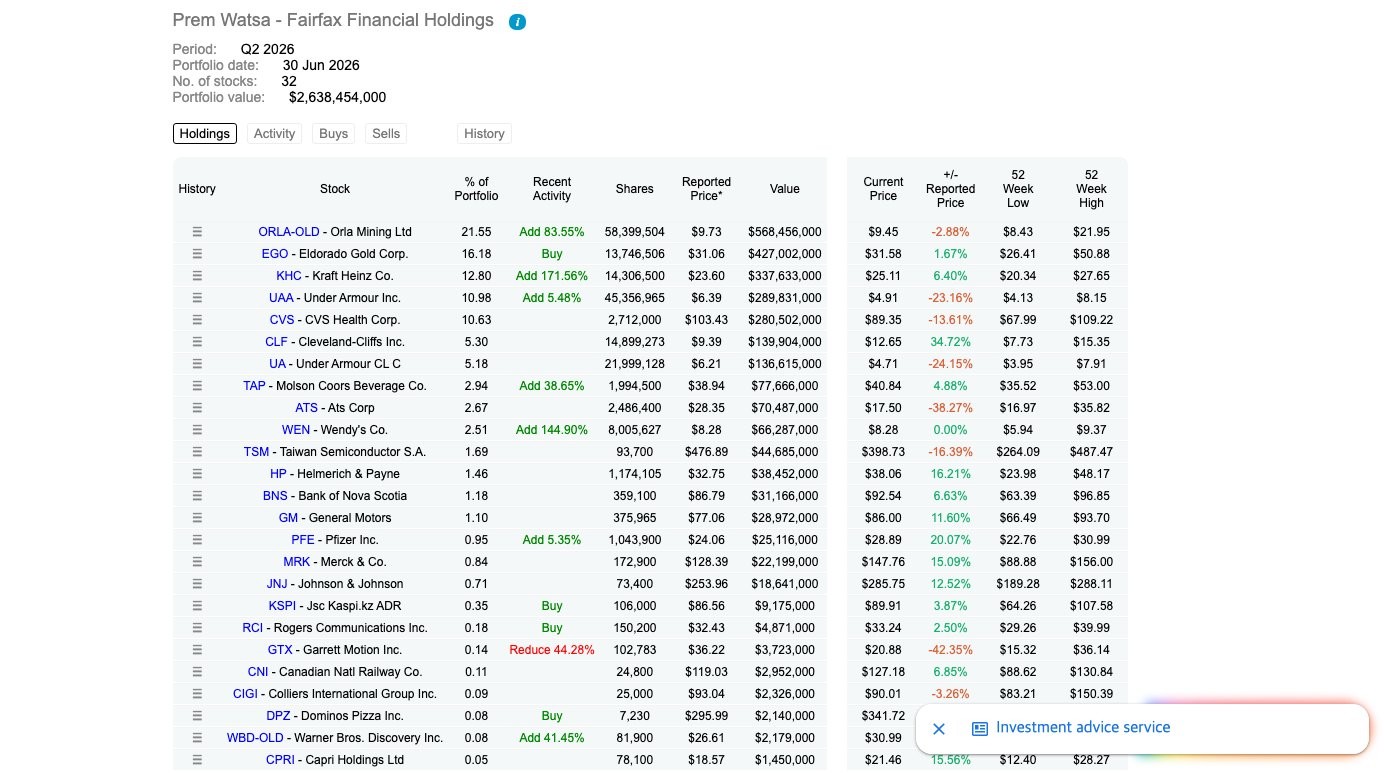 Prem Watsa - Fairfax Financial Holdings i
Period: Q2 2026
Portfolio date: 30 Jun 2026
No. of stocks: 32
Portfolio value: $2,638,454,000
Holdings Activity Buys Sells History
History Stock % of Portfolio Recent Activity Shares Reported Price* Value Current Price +/- Reported Price 52 Week Low 52 Week High
≡ ORLA-OLD - Orla Mining Ltd 21.55 Add 83.55% 58,399,504 $9.73 $568,456,000 $9.45 -2.88% $8.43 $21.95
≡ EGO - Eldorado Gold Corp. 16.18 Buy 13,746,506 $31.06 $427,002,000 $31.58 1.67% $26.41 $50.88
≡ KHC - Kraft Heinz Co. 12.80 Add 171.56% 14,306,500 $23.60 $337,633,000 $25.11 6.40% $20.34 $27.65
≡ UAA - Under Armour Inc. 10.98 Add 5.48% 45,356,965 $6.39 $289,831,000 $4.91 -23.16% $4.13 $8.15
≡ CVS - CVS Health Corp. 10.63 2,712,000 $103.43 $280,502,000 $89.35 -13.61% $67.99 $109.22
≡ CLF - Cleveland-Cliffs Inc. 5.30 14,899,273 $9.39 $139,904,000 $12.65 34.72% $7.73 $15.35
≡ UA - Under Armour CL C 5.18 21,999,128 $6.21 $136,615,000 $4.71 -24.15% $3.95 $7.91
≡ TAP - Molson Coors Beverage Co. 2.94 Add 38.65% 1,994,500 $38.94 $77,666,000 $40.84 4.88% $35.52 $53.00
≡ ATS - Ats Corp 2.67 2,486,400 $28.35 $70,487,000 $17.50 -38.27% $16.97 $35.82
≡ WEN - Wendy's Co. 2.51 Add 144.90% 8,005,627 $8.28 $66,287,000 $8.28 0.00% $5.94 $9.37
≡ TSM - Taiwan Semiconductor S.A. 1.69 93,700 $476.89 $44,685,000 $398.73 -16.39% $264.09 $487.47
≡ HP - Helmerich & Payne 1.46 1,174,105 $32.75 $38,452,000 $38.06 16.21% $23.98 $48.17
≡ BNS - Bank of Nova Scotia 1.18 359,100 $86.79 $31,166,000 $92.54 6.63% $63.39 $96.85
≡ GM - General Motors 1.10 375,965 $77.06 $28,972,000 $86.00 11.60% $66.49 $93.70
≡ PFE - Pfizer Inc. 0.95 Add 5.35% 1,043,900 $24.06 $25,116,000 $28.89 20.07% $22.76 $30.99
≡ MRK - Merck & Co. 0.84 172,900 $128.39 $22,199,000 $147.76 15.09% $88.88 $156.00
≡ JNJ - Johnson & Johnson 0.71 73,400 $253.96 $18,641,000 $285.75 12.52% $189.28 $288.11
≡ KSPI - Jsc Kaspi.kz ADR 0.35 Buy 106,000 $86.56 $9,175,000 $89.91 3.87% $64.26 $107.58
≡ RCI - Rogers Communications Inc. 0.18 Buy 150,200 $32.43 $4,871,000 $33.24 2.50% $29.26 $39.99
≡ GTX - Garrett Motion Inc. 0.14 Reduce 44.28% 102,783 $36.22 $3,723,000 $20.88 -42.35% $15.32 $36.14
≡ CNI - Canadian Natl Railway Co. 0.11 24,800 $119.03 $2,952,000 $127.18 6.85% $88.62 $130.84
≡ CIGI - Colliers International Group Inc. 0.09 25,000 $93.04 $2,326,000 $90.01 -3.26% $83.21 $150.39
≡ DPZ - Dominos Pizza Inc. 0.08 Buy 7,230 $295.99 $2,140,000 $341.72
≡ WBD-OLD - Warner Bros. Discovery Inc. 0.08 Add 41.45% 81,900 $26.61 $2,179,000 $30.99
≡ CPRI - Capri Holdings Ltd 0.05 78,100 $18.57 $1,450,000 $21.46 15.56% $12.40 $28.27
Investment advice service